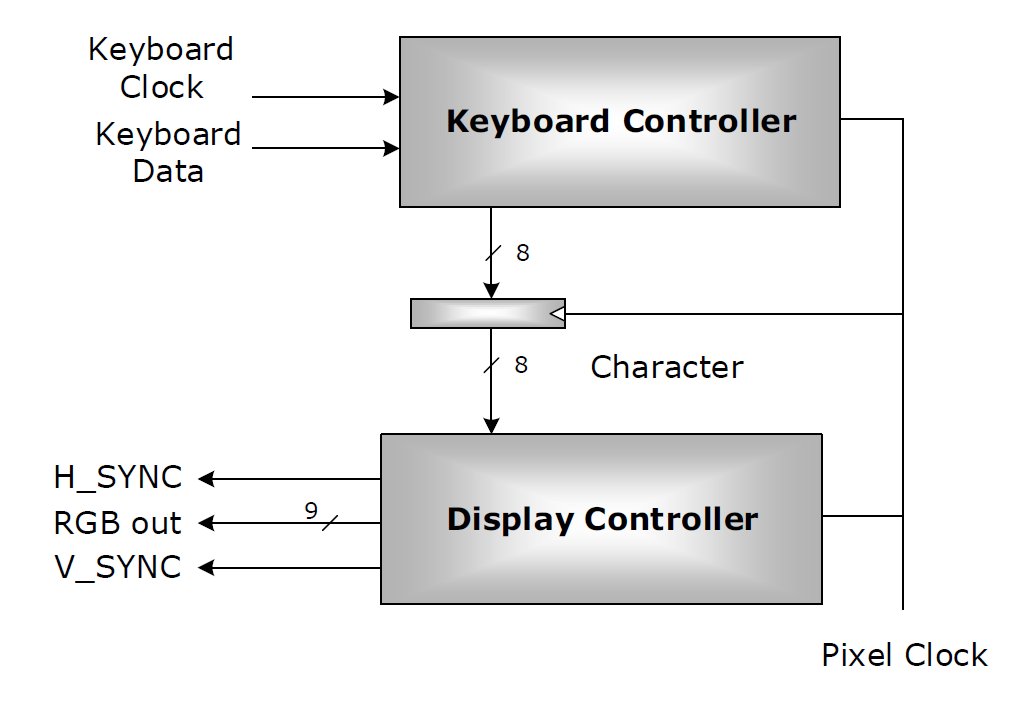 Keyboard
Clock
Keyboard
Data
Keyboard Controller
8
8
Character
H_SYNC
RGB out
V_SYNC
9
Display Controller
Pixel Clock